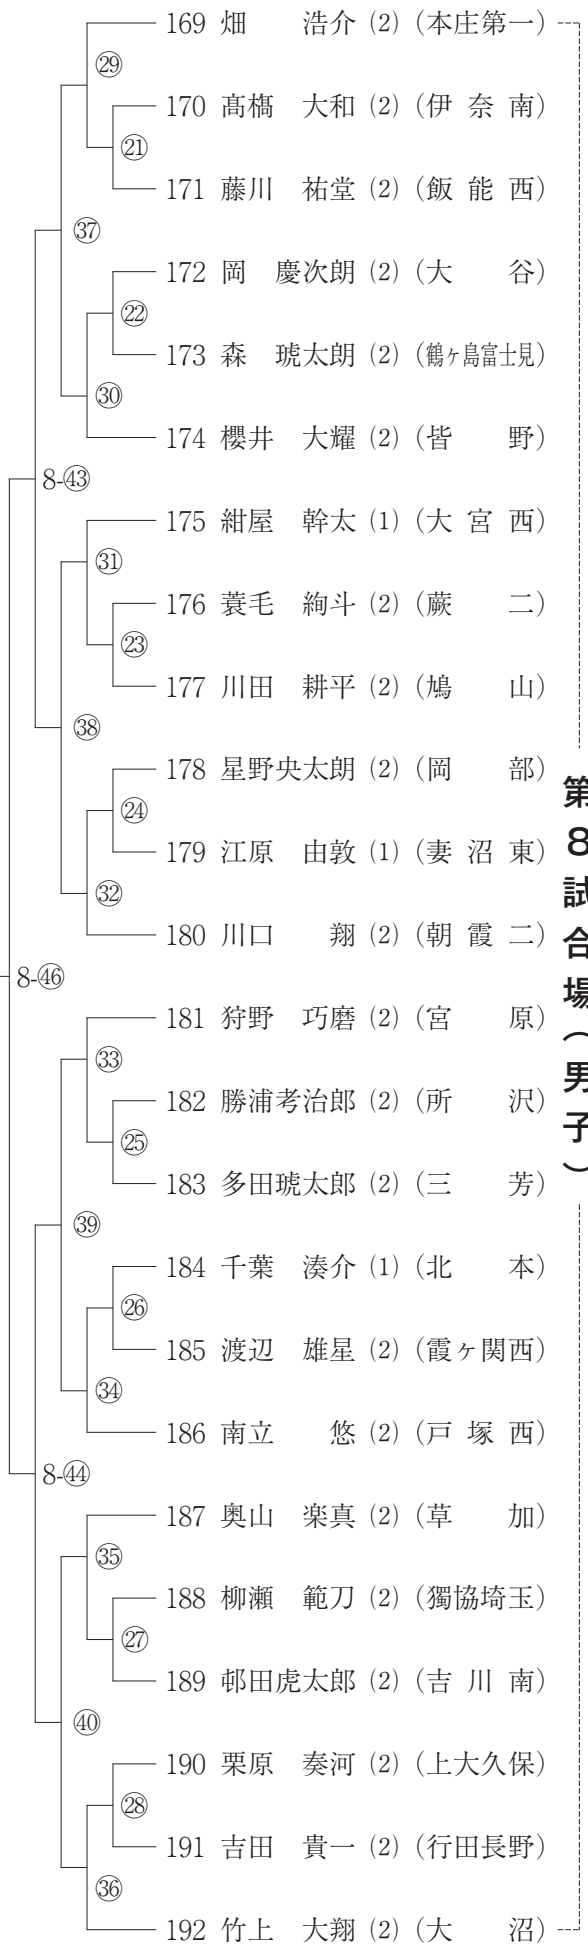 169 畑　　浩介 (2) (本庄第一)
㉙
170 髙橋　大和 (2) (伊 奈 南)
㉑
171 藤川　祐堂 (2) (飯 能 西)
㊲
172 岡　慶次朗 (2) (大　　谷)
㉒
173 森　琥太朗 (2) (鶴ヶ島富士見)
㉚
174 櫻井　大耀 (2) (皆　　野)
8-㊸
175 紺屋　幹太 (1) (大 宮 西)
㉛
176 蓑毛　絢斗 (2) (蕨　　二)
㉓
177 川田　耕平 (2) (鳩　　山)
㊳
178 星野央太朗 (2) (岡　　部)
㉔
179 江原　由敦 (1) (妻 沼 東)
㉜
180 川口　　翔 (2) (朝 霞 二)
8-㊻
181 狩野　巧磨 (2) (宮　　原)
㉝
182 勝浦考治郎 (2) (所　　沢)
㉕
183 多田琥太郎 (2) (三　　芳)
㊴
184 千葉　湊介 (1) (北　　本)
㉖
185 渡辺　雄星 (2) (霞ヶ関西)
㉞
186 南立　　悠 (2) (戸 塚 西)
8-㊹
187 奥山　楽真 (2) (草　　加)
㉟
188 柳瀬　範刀 (2) (獨協埼玉)
㉗
189 邨田虎太郎 (2) (吉 川 南)
㊵
190 栗原　奏河 (2) (上大久保)
㉘
191 吉田　貴一 (2) (行田長野)
㊱
192 竹上　大翔 (2) (大　　沼)
第8試合場(男子)